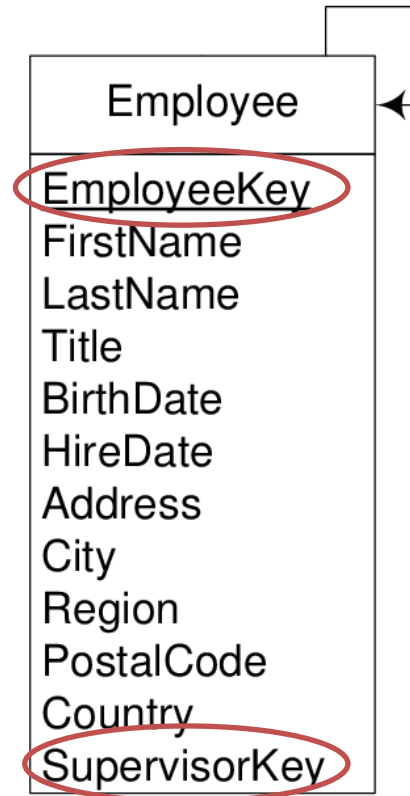 Employee
EmployeeKey
FirstName
LastName
Title
BirthDate
HireDate
Address
City
Region
PostalCode
Country
SupervisorKey